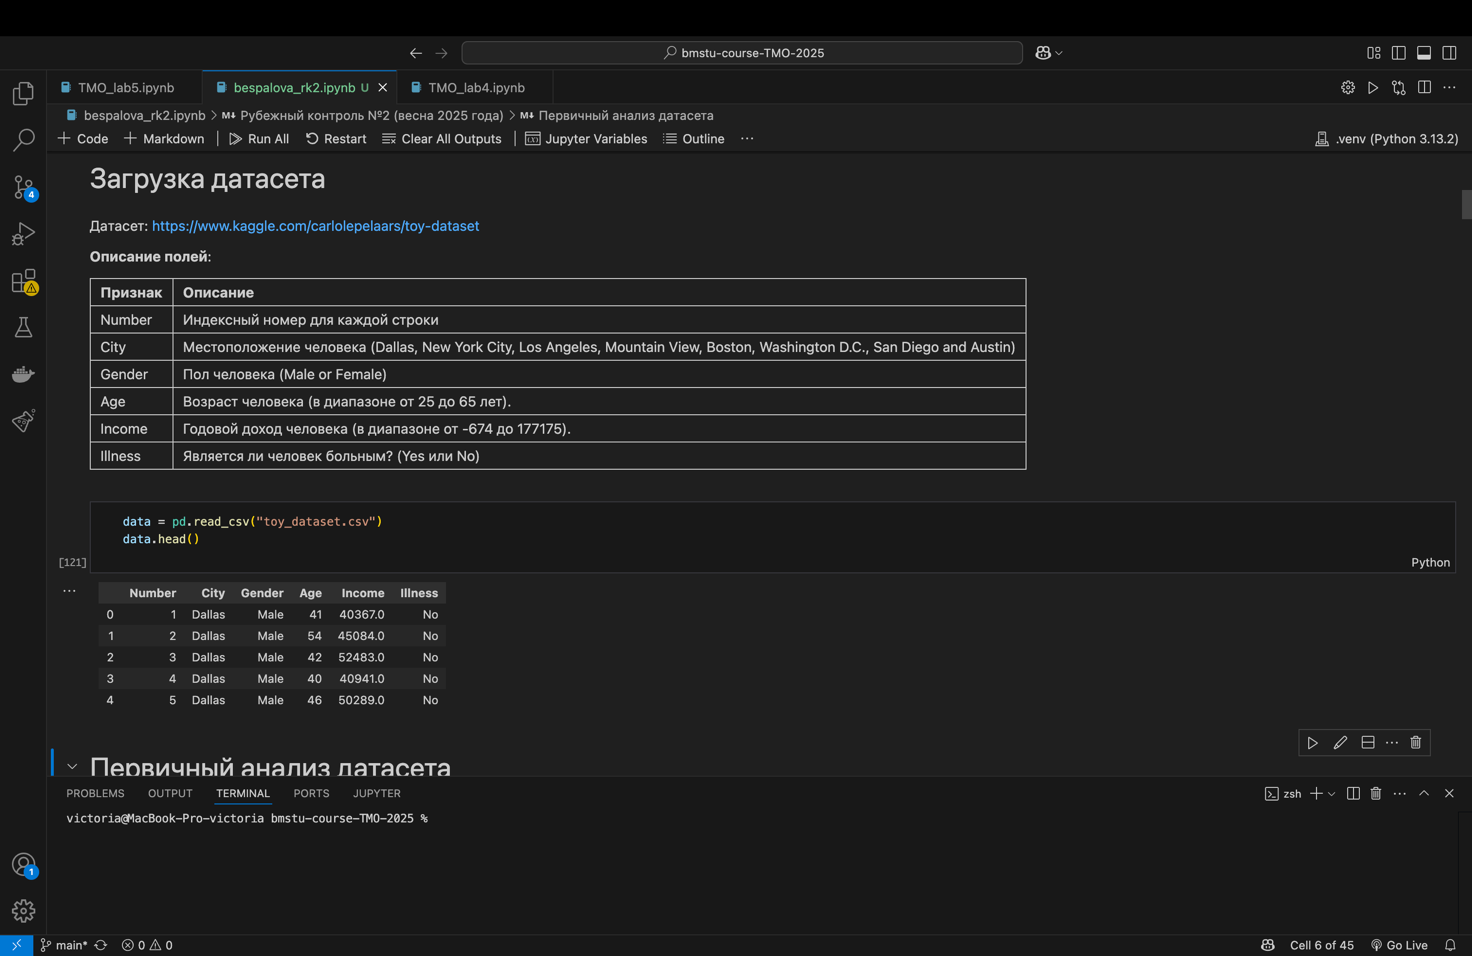 bmstu-course-TMO-2025
TMO_lab5.ipynb
bespalova_rk2.ipynb U
TMO_lab4.ipynb
bespalova_rk2.ipynb > M↓ Рубежный контроль №2 (весна 2025 года) > M↓ Первичный анализ датасета
+ Code + Markdown Run All Restart Clear All Outputs Jupyter Variables Outline ...
.venv (Python 3.13.2)
Загрузка датасета
Датасет: https://www.kaggle.com/carlolepelaars/toy-dataset
Описание полей:
Признак Описание
Number Индексный номер для каждой строки
City Местоположение человека (Dallas, New York City, Los Angeles, Mountain View, Boston, Washington D.C., San Diego and Austin)
Gender Пол человека (Male or Female)
Age Возраст человека (в диапазоне от 25 до 65 лет).
Income Годовой доход человека (в диапазоне от -674 до 177175).
Illness Является ли человек больным? (Yes или No)
data = pd.read_csv("toy_dataset.csv")
data.head()
[121]
Python
Number City Gender Age Income Illness
0 1 Dallas Male 41 40367.0 No
1 2 Dallas Male 54 45084.0 No
2 3 Dallas Male 42 52483.0 No
3 4 Dallas Male 40 40941.0 No
4 5 Dallas Male 46 50289.0 No
Первичный анализ датасета
PROBLEMS OUTPUT TERMINAL PORTS JUPYTER
zsh
victoria@MacBook-Pro-victoria bmstu-course-TMO-2025 %
4
1
main* 0 0
Cell 6 of 45 Go Live